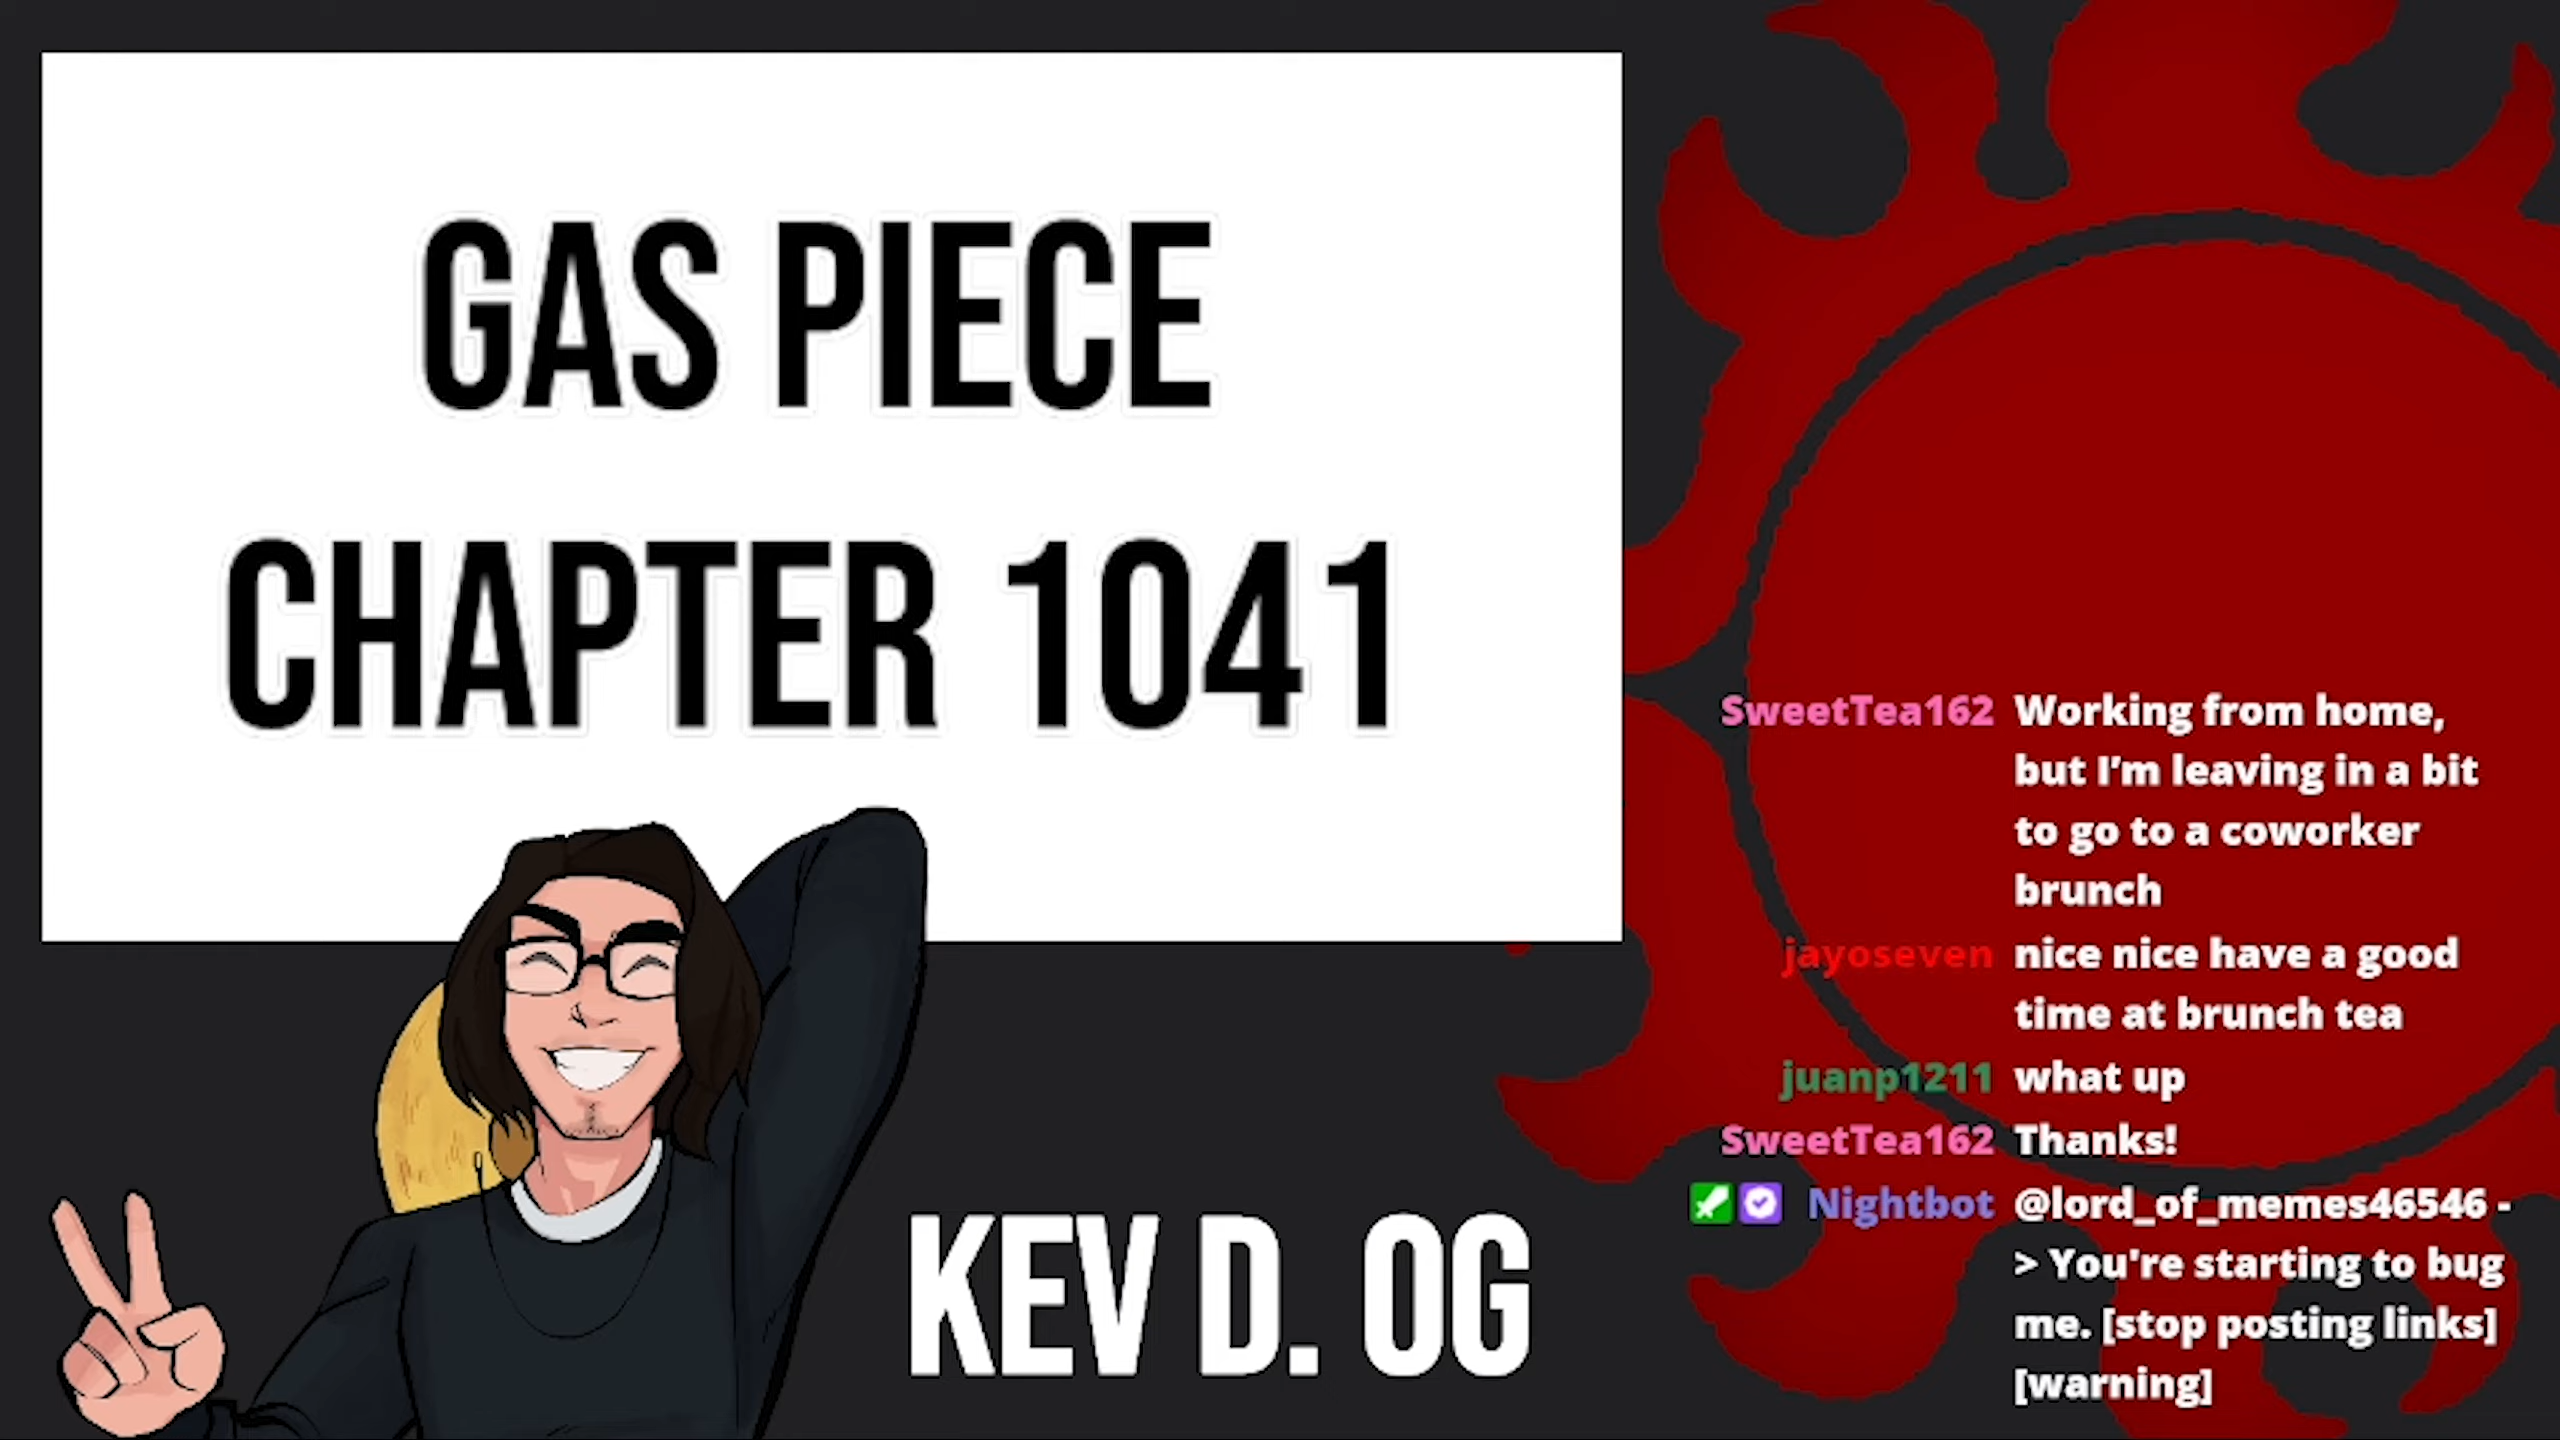 GAS PIECE
CHAPTER 1041
KEV D. OG
SweetTea162 Working from home,
but I'm leaving in a bit
to go to a coworker
brunch
jayoseven nice nice have a good
time at brunch tea
juanp1211 what up
SweetTea162 Thanks!
Nightbot @lord_of_memes46546 -
> You're starting to bug
me. [stop posting links]
[warning]